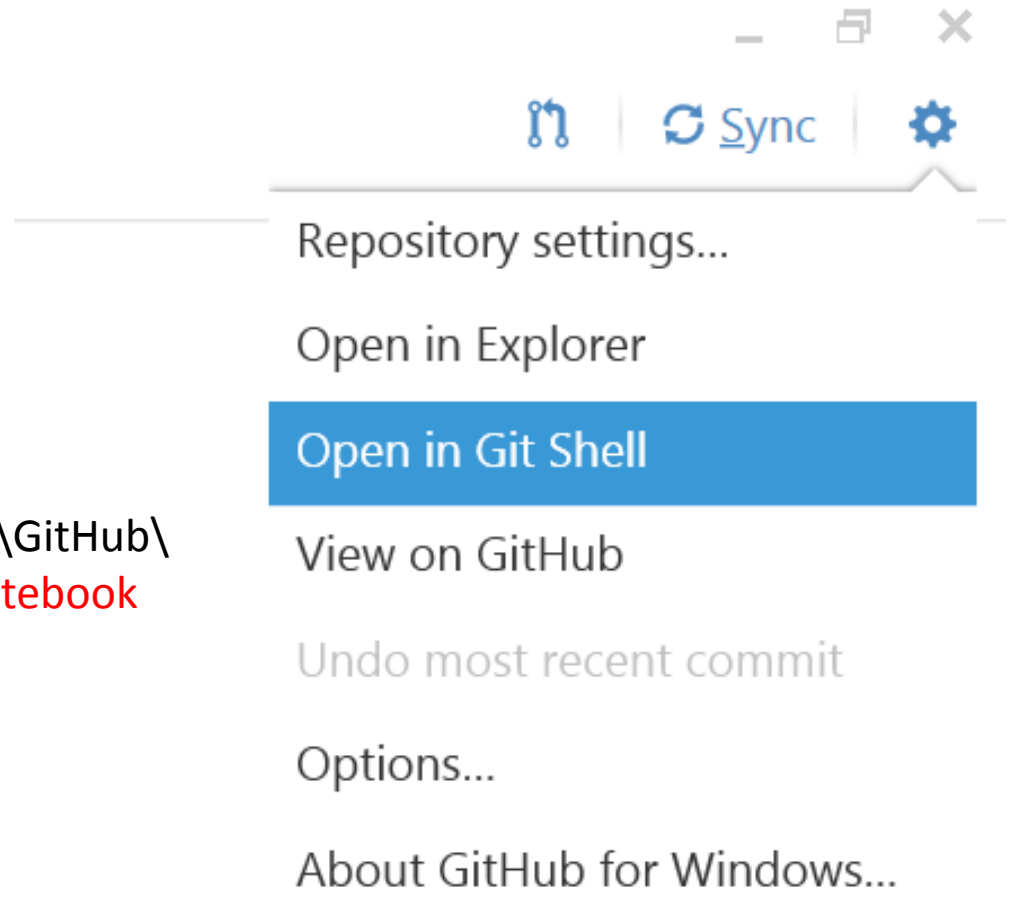 Sync
Repository settings...
Open in Explorer
Open in Git Shell
\GitHub\
tebook
View on GitHub
Undo most recent commit
Options...
About GitHub for Windows...